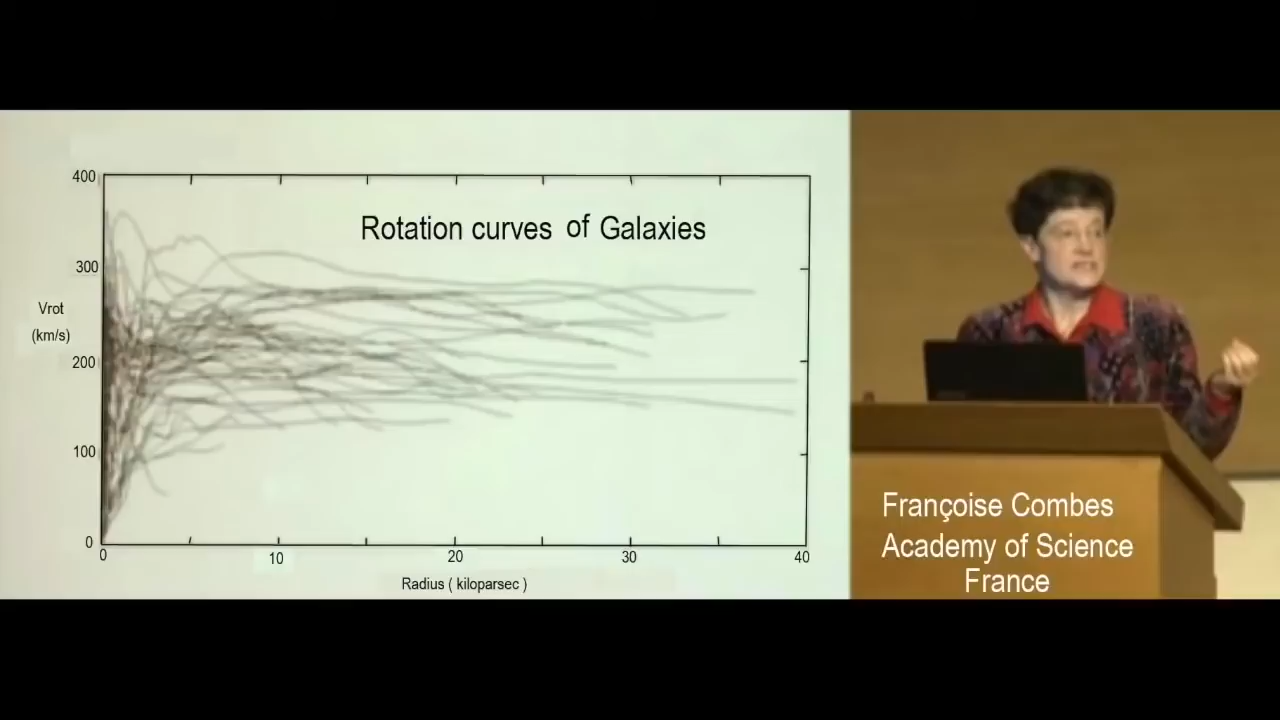 Rotation curves of Galaxies
400
300
200
100
0
Vrot
(km/s)
0 10 20 30 40
Radius ( kiloparsec )
Françoise Combes
Academy of Science
France